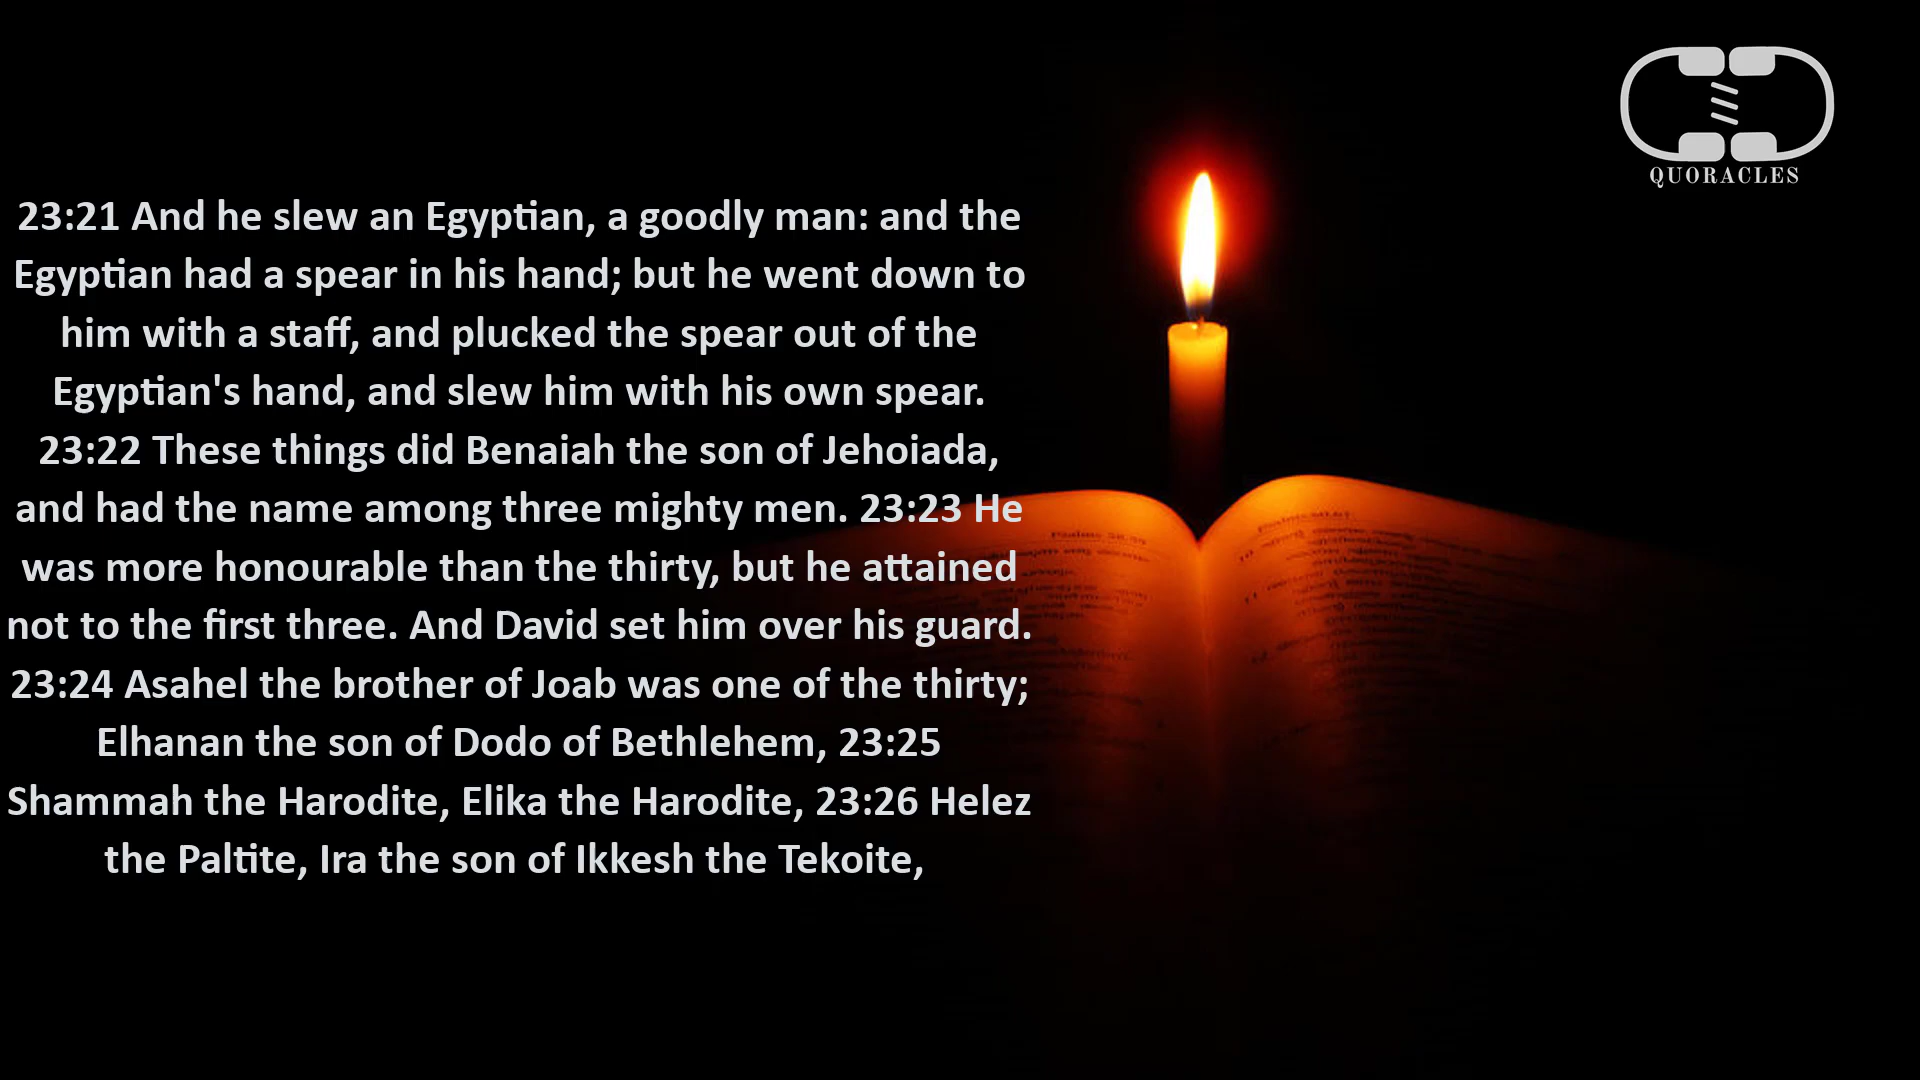 QUORACLES
23:21 And he slew an Egyptian, a goodly man: and the
Egyptian had a spear in his hand; but he went down to
him with a staff, and plucked the spear out of the
Egyptian's hand, and slew him with his own spear.
23:22 These things did Benaiah the son of Jehoiada,
and had the name among three mighty men. 23:23 He
was more honourable than the thirty, but he attained
not to the first three. And David set him over his guard.
23:24 Asahel the brother of Joab was one of the thirty;
Elhanan the son of Dodo of Bethlehem, 23:25
Shammah the Harodite, Elika the Harodite, 23:26 Helez
the Paltite, Ira the son of Ikkesh the Tekoite,